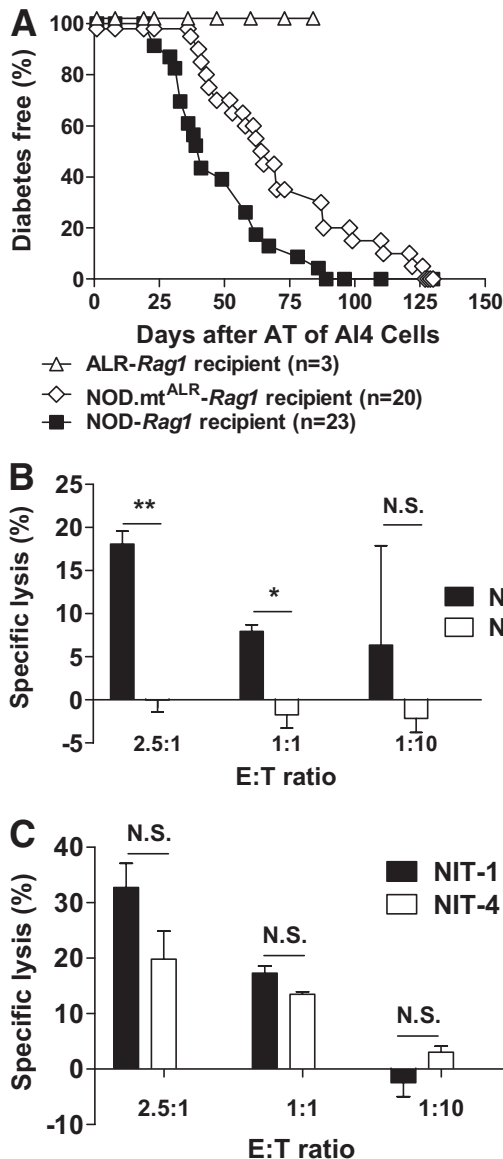 A
Diabetes free (%)
100
80
60
40
20
0
0 25 50 75 100 125 150
Days after AT of AI4 Cells
ALR-Rag1 recipient (n=3)
NOD.mtALR-Rag1 recipient (n=20)
NOD-Rag1 recipient (n=23)
B
Specific lysis (%)
25
20
15
10
5
0
-5
**
*
N.S.
N
N
2.5:1 1:1 1:10
E:T ratio
C
Specific lysis (%)
40
30
20
10
0
-10
N.S.
N.S.
N.S.
NIT-1
NIT-4
2.5:1 1:1 1:10
E:T ratio